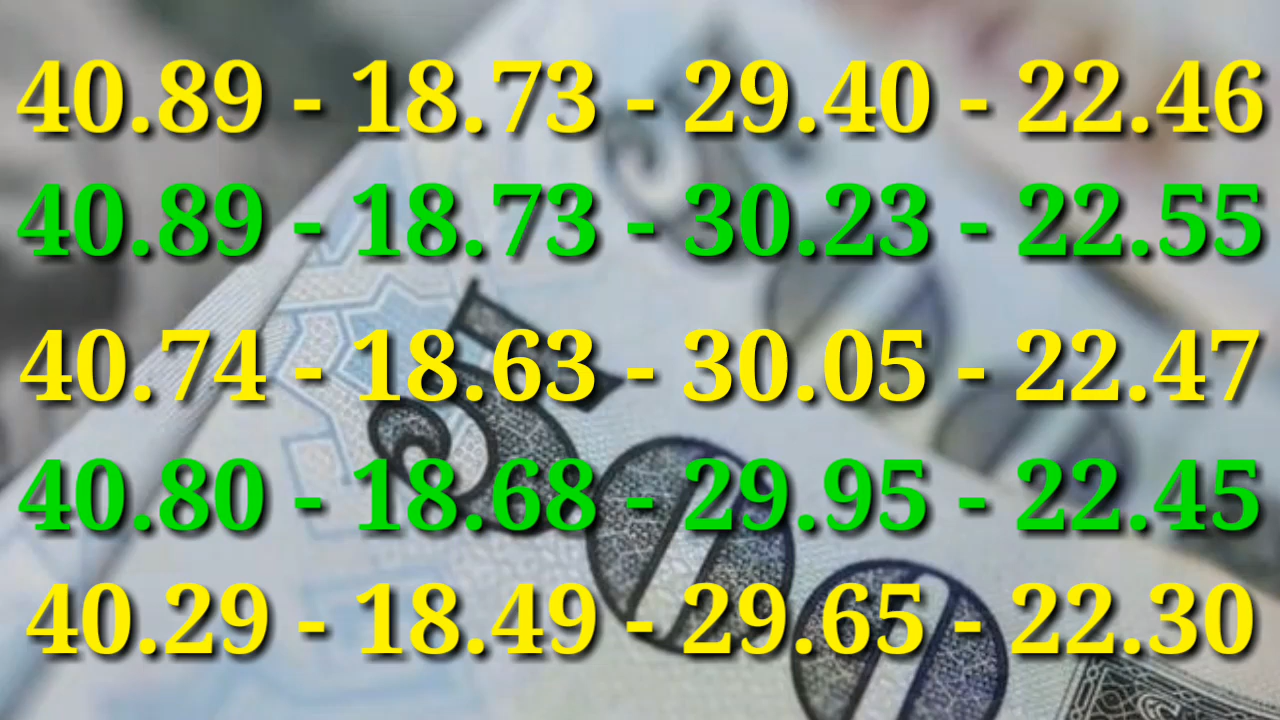 40.89 - 18.73 - 29.40 - 22.46
40.89 - 18.73 - 30.23 - 22.55
40.74 - 18.63 - 30.05 - 22.47
40.80 - 18.68 - 29.95 - 22.45
40.29 - 18.49 - 29.65 - 22.30
500